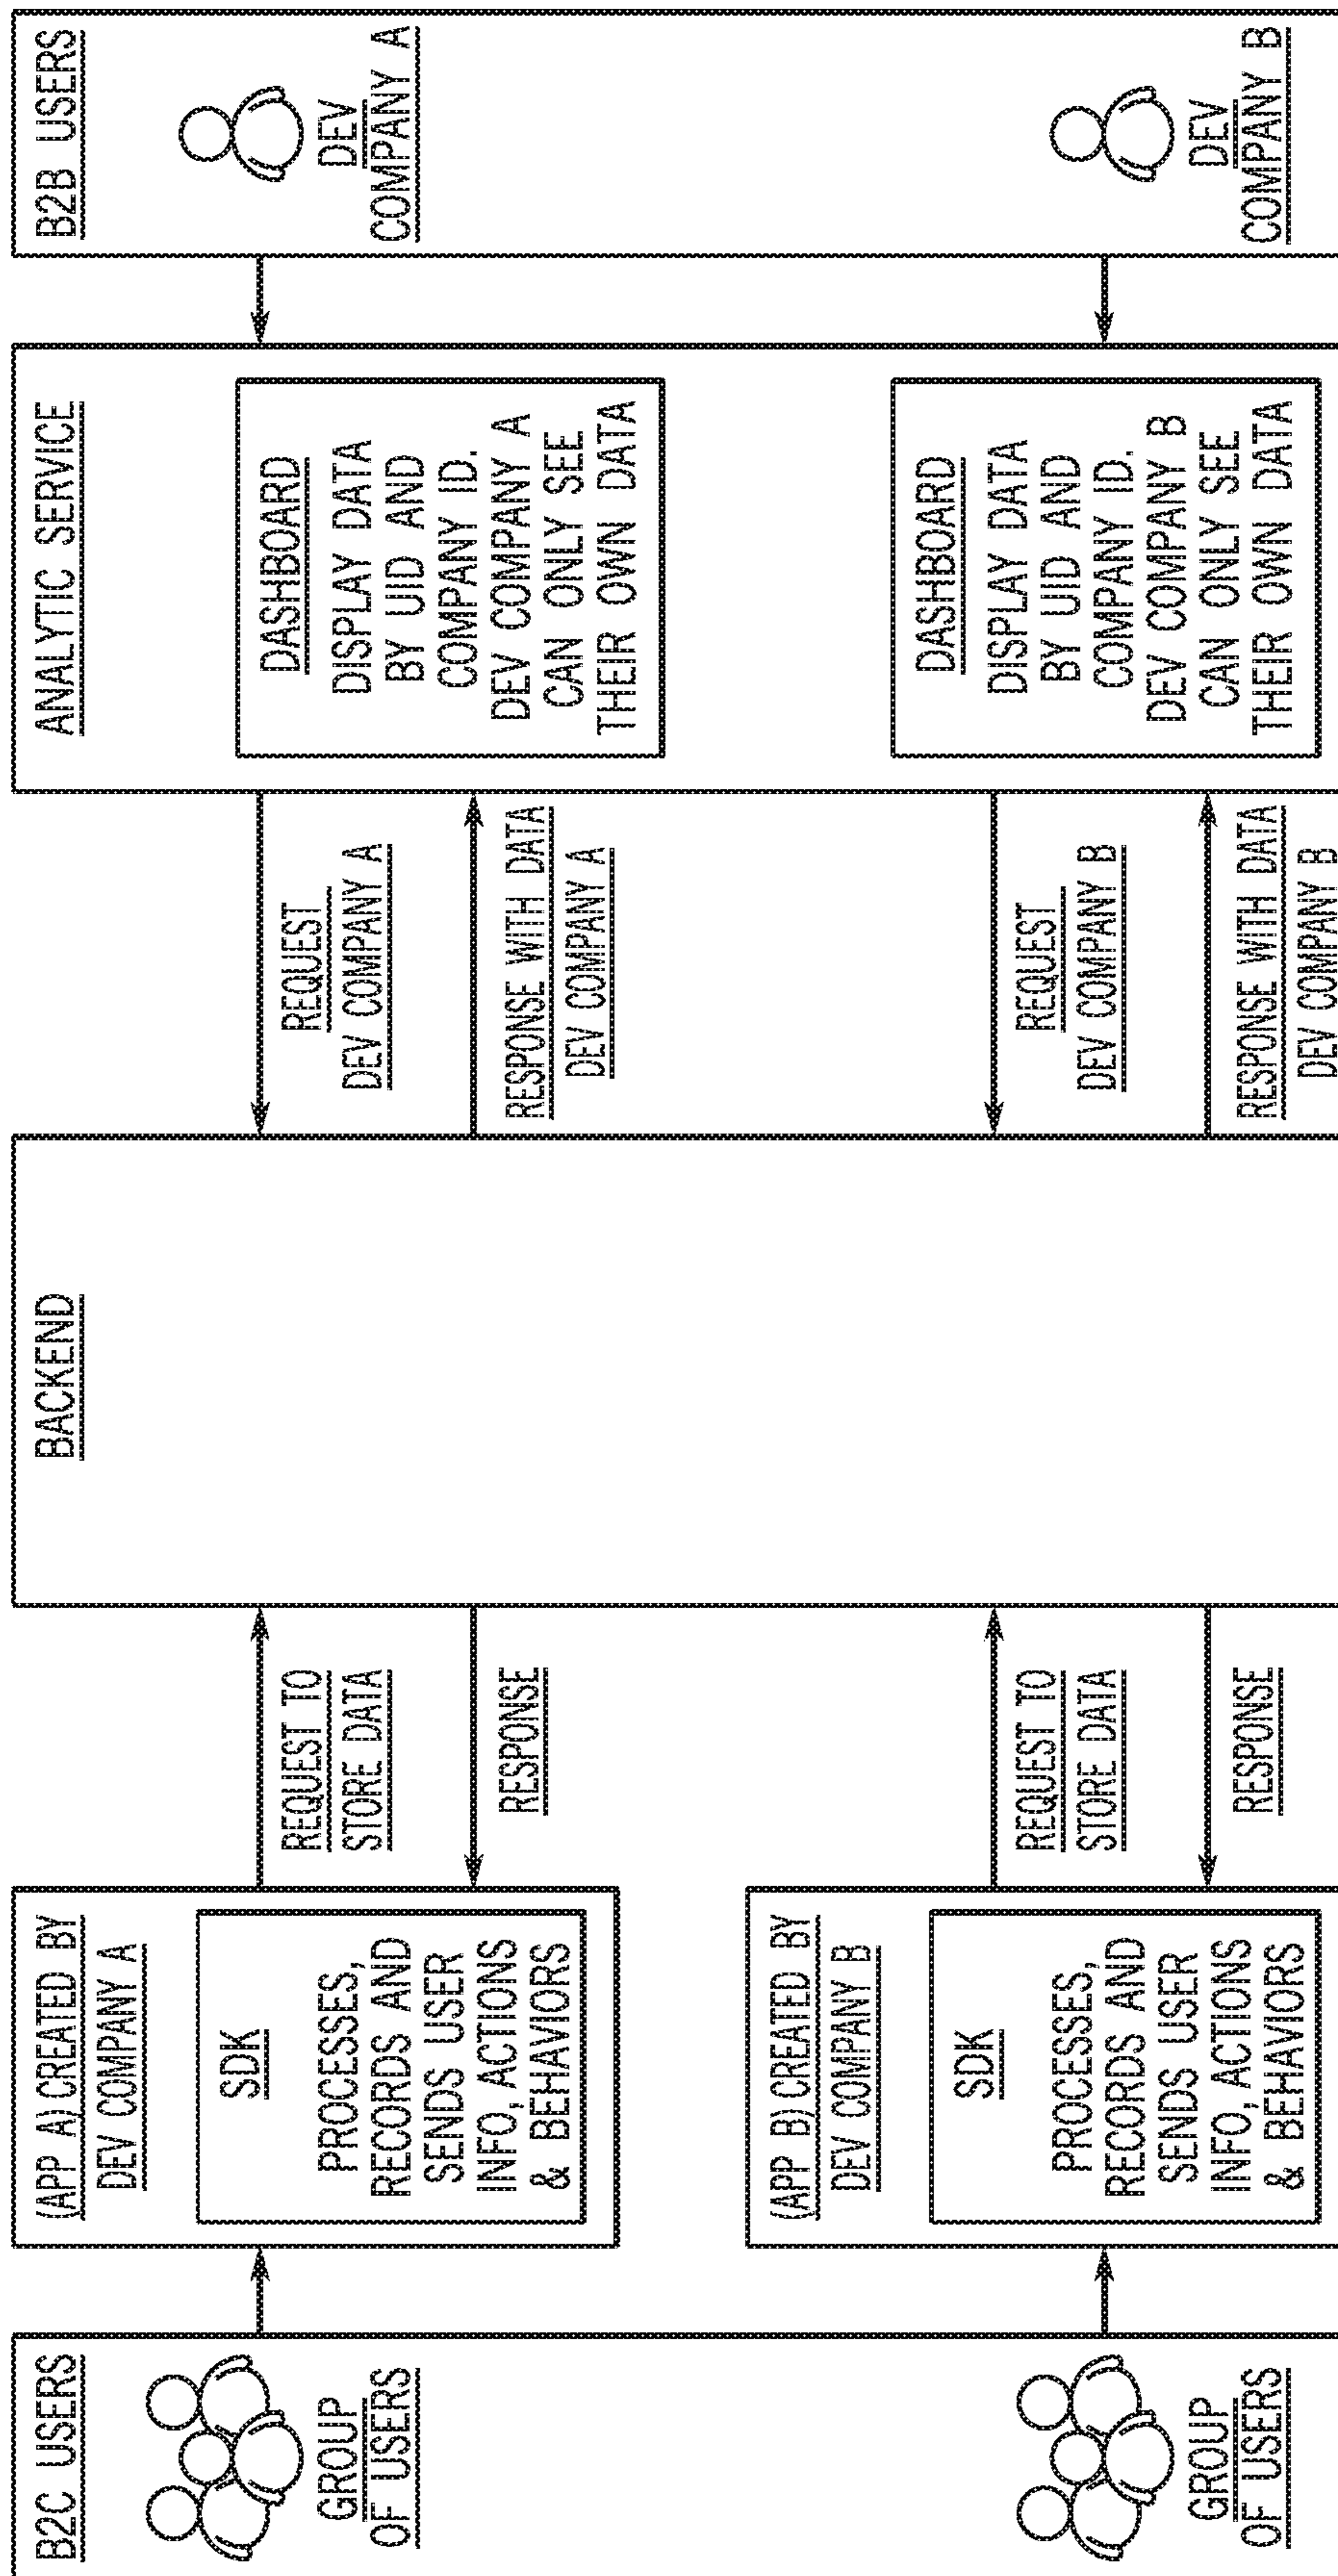 B2C USERS
GROUP
OF USERS
GROUP
OF USERS
(APP A) CREATED BY
DEV COMPANY A
SDK
PROCESSES,
RECORDS AND
SENDS USER
INFO, ACTIONS
& BEHAVIORS
(APP B) CREATED BY
DEV COMPANY B
SDK
PROCESSES,
RECORDS AND
SENDS USER
INFO, ACTIONS
& BEHAVIORS
REQUEST TO
STORE DATA
RESPONSE
REQUEST TO
STORE DATA
RESPONSE
BACKEND
REQUEST
DEV COMPANY A
RESPONSE WITH DATA
DEV COMPANY A
REQUEST
DEV COMPANY B
RESPONSE WITH DATA
DEV COMPANY B
ANALYTIC SERVICE
DASHBOARD
DISPLAY DATA
BY UID AND
COMPANY ID.
DEV COMPANY A
CAN ONLY SEE
THEIR OWN DATA
DASHBOARD
DISPLAY DATA
BY UID AND
COMPANY ID.
DEV COMPANY B
CAN ONLY SEE
THEIR OWN DATA
B2B USERS
DEV
COMPANY A
DEV
COMPANY B